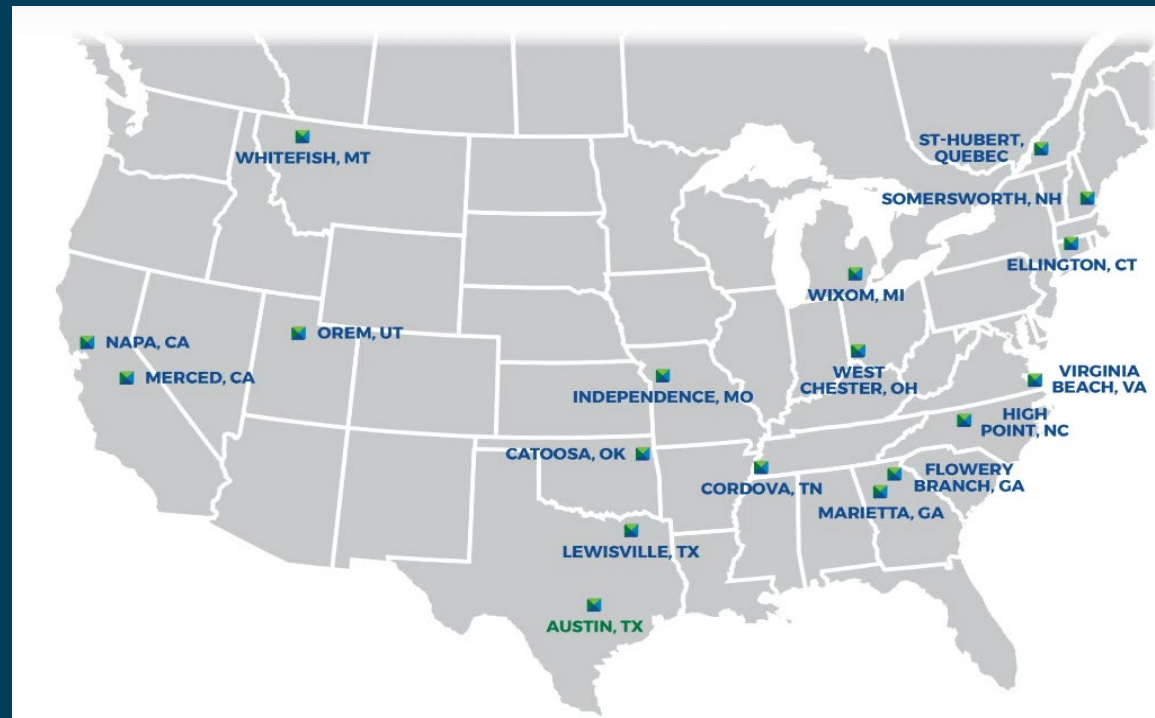 WHITEFISH, MT
ST-HUBERT,
QUEBEC
SOMERSWORTH, NH
ELLINGTON, CT
WIXOM, MI
NAPA, CA
OREM, UT
MERCED, CA
INDEPENDENCE, MO
WEST
CHESTER, OH
VIRGINIA
BEACH, VA
HIGH
POINT, NC
CATOOSA, OK
CORDOVA, TN
FLOWERY
BRANCH, GA
MARIETTA, GA
LEWISVILLE, TX
AUSTIN, TX